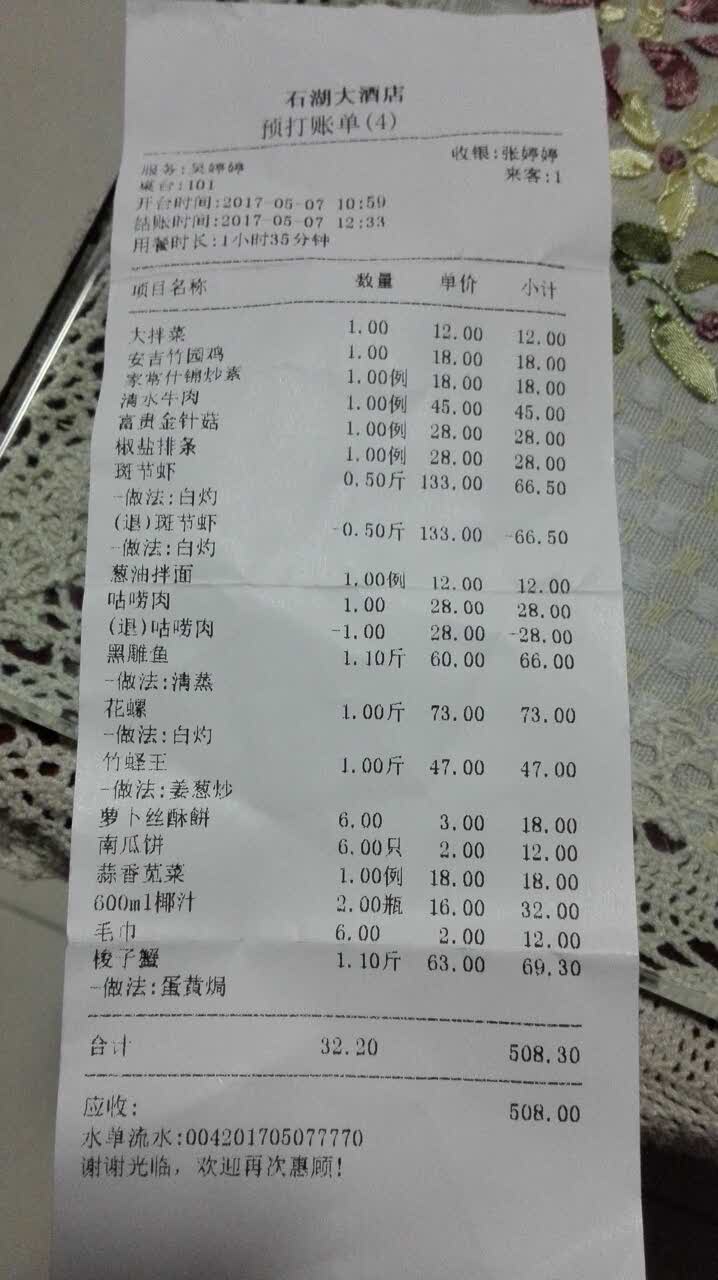 石湖大酒店
预打账单(4)
服务:吴婷婷 收银:张婷婷
桌台:101 来客:1
开台时间:2017-05-07 10:59
结账时间:2017-05-07 12:33
用餐时长:1小时35分钟
项目名称 数量 单价 小计
大拌菜 1.00 12.00 12.00
安吉竹园鸡 1.00 18.00 18.00
家常什锦炒素 1.00例 18.00 18.00
清水牛肉 1.00例 45.00 45.00
富贵金针菇 1.00例 28.00 28.00
椒盐排条 1.00例 28.00 28.00
斑节虾 0.50斤 133.00 66.50
-做法:白灼
(退)斑节虾 -0.50斤 133.00 -66.50
-做法:白灼
葱油拌面 1.00例 12.00 12.00
咕唠肉 1.00 28.00 28.00
(退)咕唠肉 -1.00 28.00 -28.00
黑雕鱼 1.10斤 60.00 66.00
-做法:清蒸
花螺 1.00斤 73.00 73.00
-做法:白灼
竹蛏王 1.00斤 47.00 47.00
-做法:姜葱炒
萝卜丝酥餅 6.00 3.00 18.00
南瓜饼 6.00只 2.00 12.00
蒜香苋菜 1.00例 18.00 18.00
600ml椰汁 2.00瓶 16.00 32.00
毛巾 6.00 2.00 12.00
梭子蟹 1.10斤 63.00 69.30
-做法:蛋黄焗
合计 32.20 508.30
应收: 508.00
水单流水:004201705077770
谢谢光临，欢迎再次惠顾!